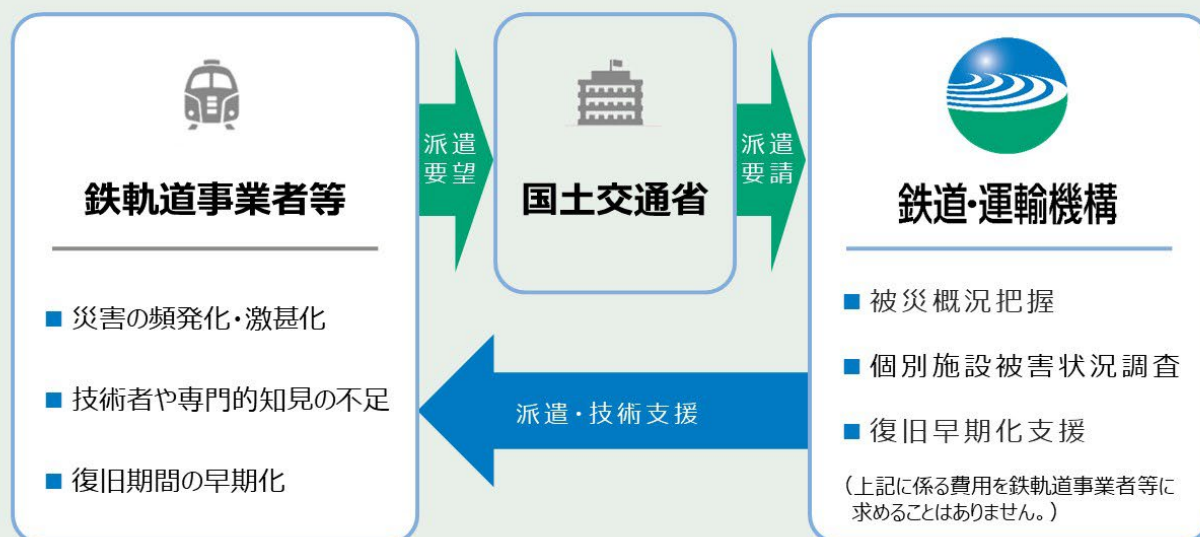 鉄軌道事業者等
■ 災害の頻発化・激甚化
■ 技術者や専門的知見の不足
■ 復旧期間の早期化
派遣
要望
国土交通省
派遣
要請
鉄道・運輸機構
■ 被災概況把握
■ 個別施設被害状況調査
■ 復旧早期化支援
（上記に係る費用を鉄軌道事業者等に
求めることはありません。）
派遣・技術支援